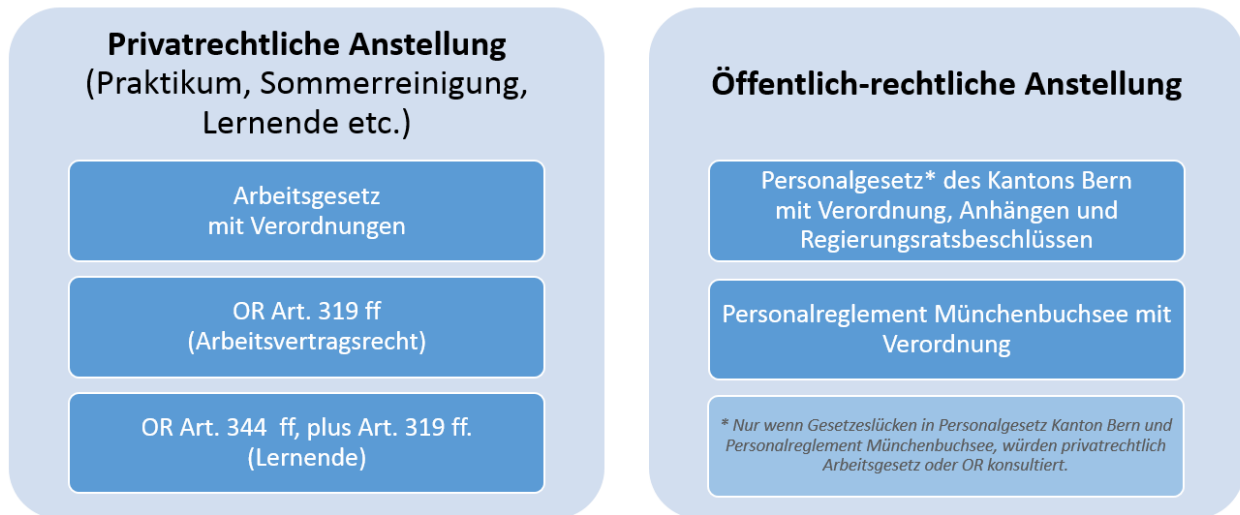 Privatrechtliche Anstellung
(Praktikum, Sommerreinigung,
Lernende etc.)
Arbeitsgesetz
mit Verordnungen
OR Art. 319 ff
(Arbeitsvertragsrecht)
OR Art. 344 ff, plus Art. 319 ff.
(Lernende)
Öffentlich-rechtliche Anstellung
Personalgesetz* des Kantons Bern
mit Verordnung, Anhängen und
Regierungsratsbeschlüssen
Personalreglement Münchenbuchsee mit
Verordnung
* Nur wenn Gesetzeslücken in Personalgesetz Kanton Bern und
Personalreglement Münchenbuchsee, würden privatrechtlich
Arbeitsgesetz oder OR konsultiert.